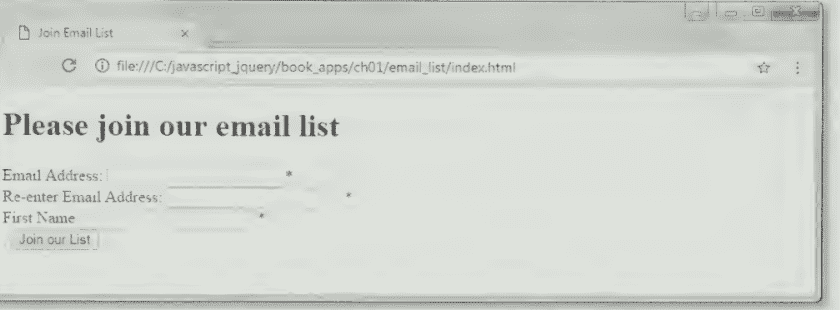 Join Email List ×
file:///C:/javascript_jquery/book_apps/ch01/email_list/index.html
Please join our email list
Email Address: *
Re-enter Email Address: *
First Name *
Join our List